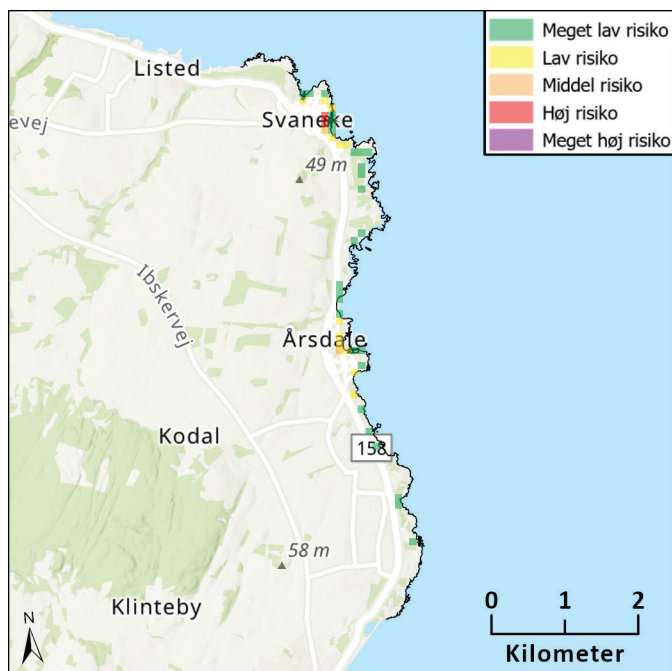 Meget lav risiko
Lav risiko
Middel risiko
Høj risiko
Meget høj risiko
Listed
evej
Svaneke
49 m
Ibskervej
Årsdale
Kodal
158
58 m
Klinteby
N
0 1 2
Kilometer